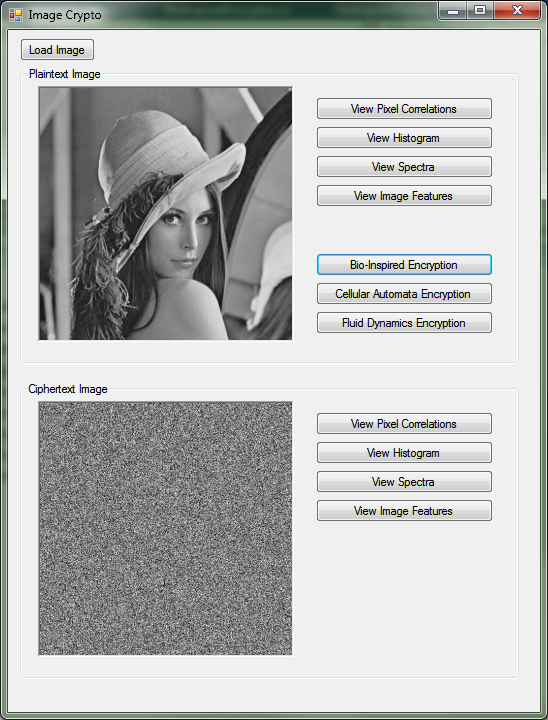 Image Crypto
Load Image
Plaintext Image
View Pixel Correlations
View Histogram
View Spectra
View Image Features
Bio-Inspired Encryption
Cellular Automata Encryption
Fluid Dynamics Encryption
Ciphertext Image
View Pixel Correlations
View Histogram
View Spectra
View Image Features